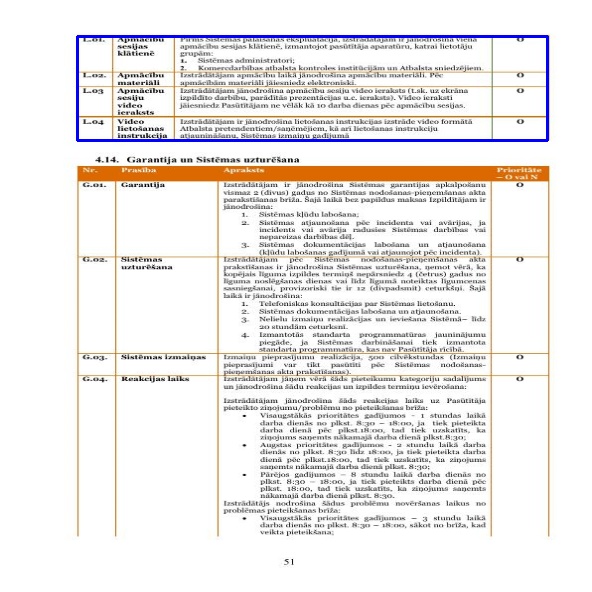 L.01. Apmācību sesijas klātienē Pirms Sistēmas palaišanas ekspluatācijā, izstrādātājam ir jānodrošina viena O
apmācību sesija klātienē, izmantojot pasūtītāja aparatūru, katrai lietotāju
grupām:
1. Sistēmas administratori;
2. Komercdarbības atbalsta kontroles institūcijām un Atbalsta sniedzējiem.
L.02. Apmācību materiāli Izstrādātājam apmācību laikā jānodrošina apmācību materiāli. Pēc O
apmācībām materiāli jāiesniedz elektroniski.
L.03 Apmācību sesiju video ieraksts Izstrādātājam jānodrošina apmācību sesiju video ieraksts (t.sk. uz ekrāna O
izpildīto darbību, parādītās prezentācijas u.c. ieraksts). Video ieraksti
jāiesniedz Pasūtītājam ne vēlāk kā 10 darba dienas pēc apmācību sesijas.
L.04 Video lietošanas instrukcija Izstrādātājam ir jānodrošina lietošanas instrukcijas izstrāde video formātā O
Atbalsta pretendentiem/saņēmējiem, kā arī lietošanas instrukciju
atjaunināšanu, Sistēmas izmaiņu gadījumā
4.14. Garantija un Sistēmas uzturēšana
Nr. Prasība Apraksts Prioritāte
– O vai N
G.01. Garantija Izstrādātājam ir jānodrošina Sistēmas garantijas apkalpošanu O
vismaz 2 (divus) gadus no Sistēmas nodošanas-pieņemšanas akta
parakstīšanas brīža. Šajā laikā bez papildus maksas Izpildītājam ir
jānodrošina:
1. Sistēmas kļūdu labošana;
2. Sistēmas atjaunošana pēc incidenta vai avārijas, ja
incidents vai avārija radusies Sistēmas darbības vai
nepareizas darbības dēļ.
3. Sistēmas dokumentācijas labošana un atjaunošana
(kļūdu labošanas gadījumā vai atjaunojot pēc incidenta).
G.02. Sistēmas uzturēšana Izstrādātājam pēc Sistēmas nodošanas-pieņemšanas akta O
prakstīšanas ir jānodrošina Sistēmas uzturēšana, ņemot vērā, ka
kopējais līguma izpildes termiņš nepārsniedz 4 (četrus) gadus no
līguma noslēgšanas dienas vai līdz līgumā noteiktās līgumcenas
sasniegšanai, provizoriski tie ir 12 (divpadsmit) ceturkšņi. Šajā
laikā ir jānodrošina:
1. Telefoniskas konsultācijas par Sistēmas lietošanu.
2. Sistēmas dokumentācijas labošana un atjaunošana.
3. Nelielu izmaiņu realizācijas un ieviešana Sistēmā– līdz
20 stundām ceturksnī.
4. Izmantotās standarta programmatūras jauninājumu
piegāde, ja Sistēmas darbināšanai tiek izmantota
standarta programmatūra, kas nav Pasūtītāja rīcībā.
G.03. Sistēmas izmaiņas Izmaiņu pieprasījumu realizācija, 500 cilvēkstundas (Izmaiņu O
pieprasījumi var tikt pasūtīti pēc Sistēmas nodošanas-
pieņemšanas akta prakstīšanas).
G.04. Reakcijas laiks Izstrādātājam jāņem vērā šāds pieteikumu kategoriju sadalījums O
un jānodrošina šādu reakcijas un izpildes termiņu ievērošana:
Izstrādātājam jānodrošina šāds reakcijas laiks uz Pasūtītāja
pieteikto ziņojumu/problēmu no pieteikšanas brīža:
• Visaugstākās prioritātes gadījumos - 1 stundas laikā
darba dienās no plkst. 8:30 – 18:00, ja tiek pieteikts
darba dienā pēc plkst.18:00, tad tiek uzskatīts, ka
ziņojums saņemts nākamajā darba dienā plkst.8:30;
• Augstas prioritātes gadījumos - 2 stundu laikā darba
dienās no plkst. 8:30 līdz 18:00, ja tiek pieteikts darba
dienā pēc plkst.18:00, tad tiek uzskatīts, ka ziņojums
saņemts nākamajā darba dienā plkst. 8:30;
• Pārējos gadījumos – 8 stundu laikā darba dienās no
plkst. 8:30 – 18:00, ja tiek pieteikts darba dienā pēc
plkst. 18:00, tad tiek uzskatīts, ka ziņojums saņemts
nākamajā darba dienā plkst. 8:30.
Izstrādātājs nodrošina šādus problēmu novēršanas laikus no
problēmas pieteikšanas brīža:
• Visaugstākās prioritātes gadījumos – 3 stundu laikā
darba dienās no plkst. 8:30 – 18:00, sākot no brīža, kad
veikta pieteikšana;
51